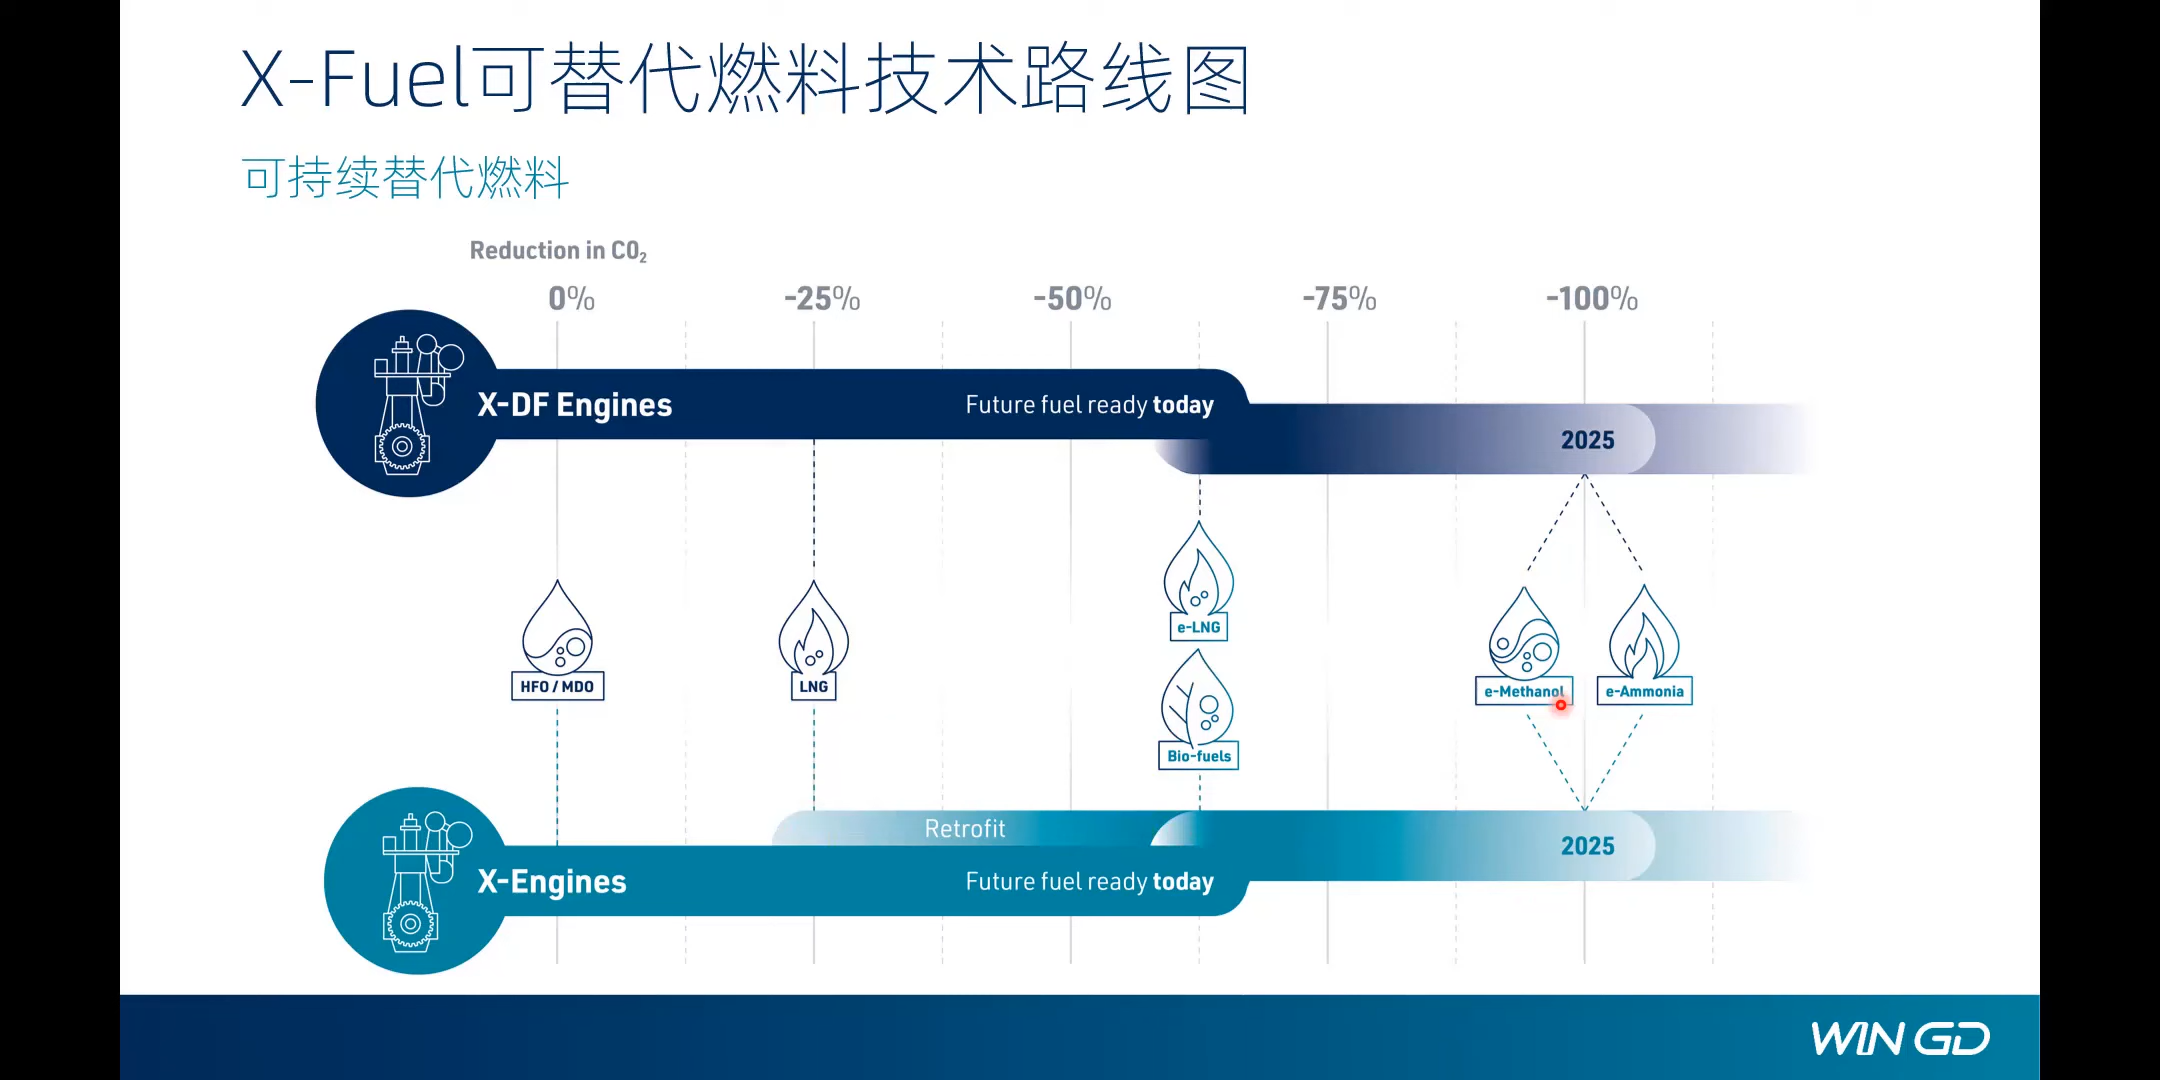 X-Fuel可替代燃料技术路线图
可持续替代燃料
Reduction in CO₂
0% -25% -50% -75% -100%
X-DF Engines Future fuel ready today
2025
e-LNG
HFO / MDO LNG e-Methanol e-Ammonia
Bio-fuels
Retrofit
2025
X-Engines Future fuel ready today
WIN GD